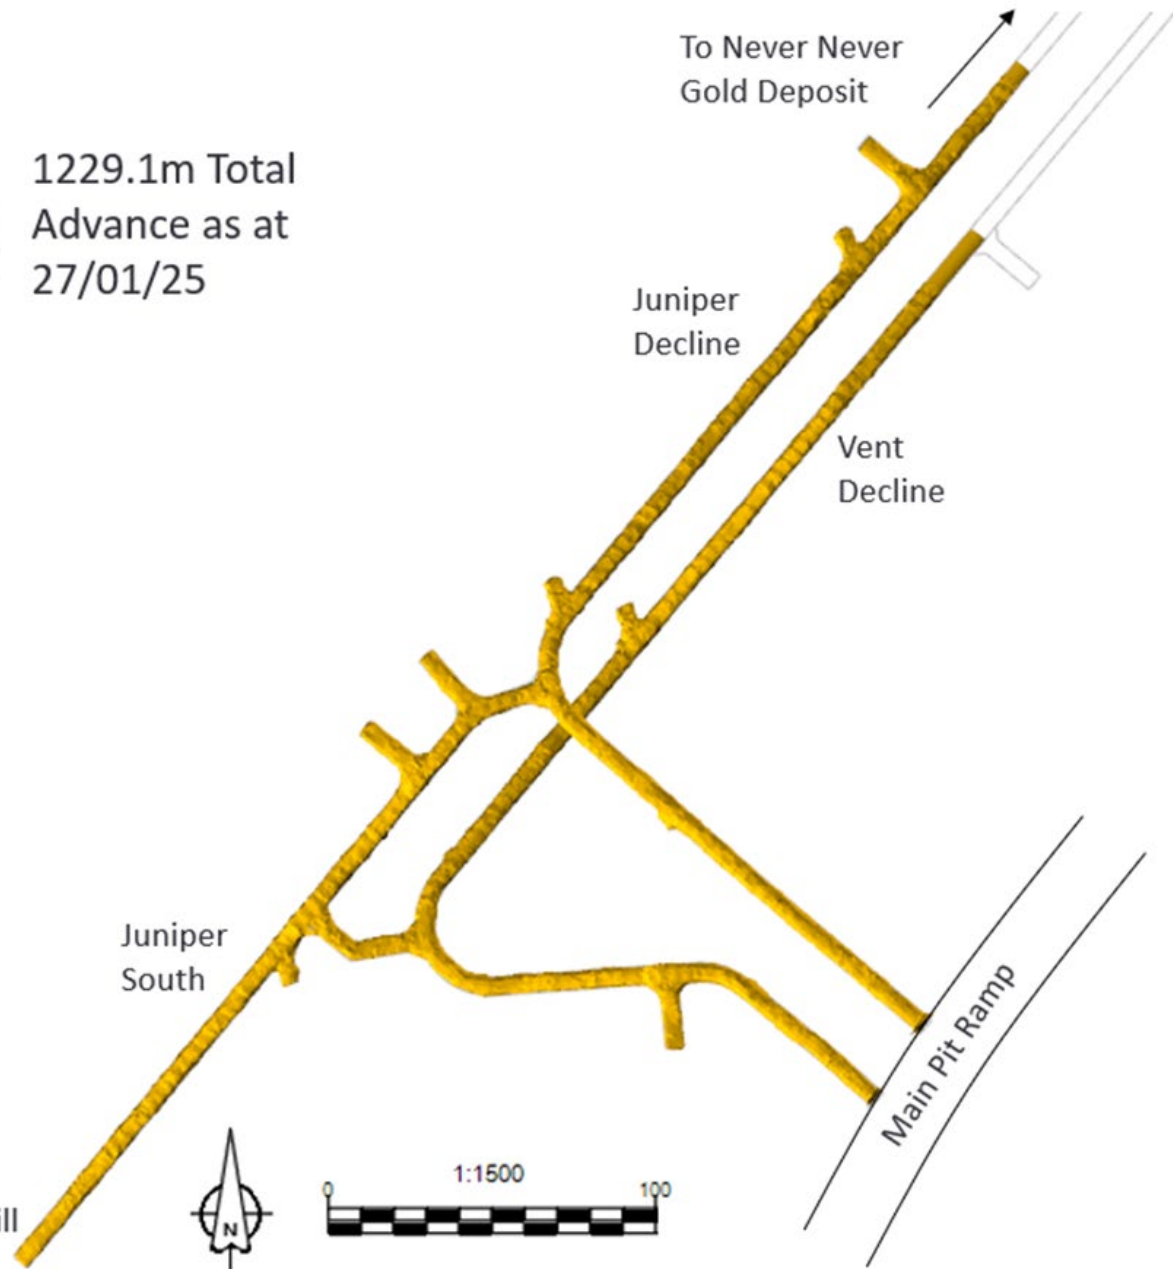 To Never Never
Gold Deposit
1229.1m Total
Advance as at
27/01/25
Juniper
Decline
Vent
Decline
Juniper
South
Main Pit Ramp
1:1500
0 100
N